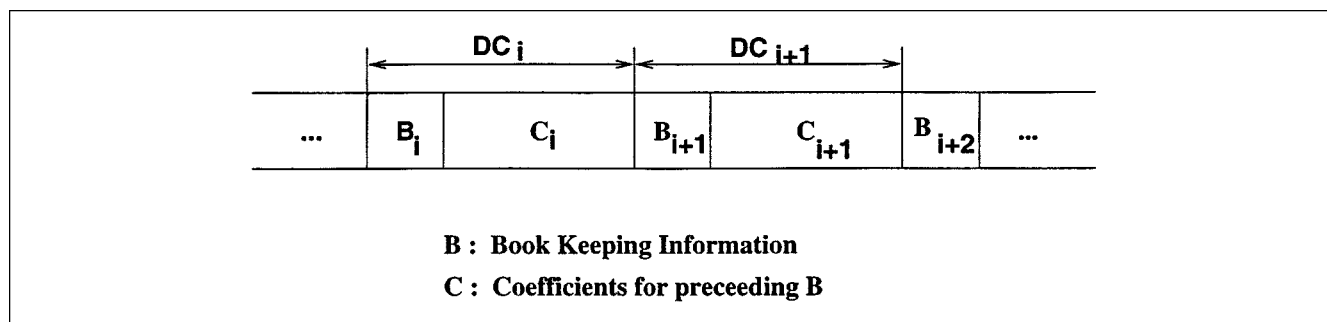 DC i DC i+1
... B i C i B i+1 C i+1 B i+2 ...
B : Book Keeping Information
C : Coefficients for preceeding B